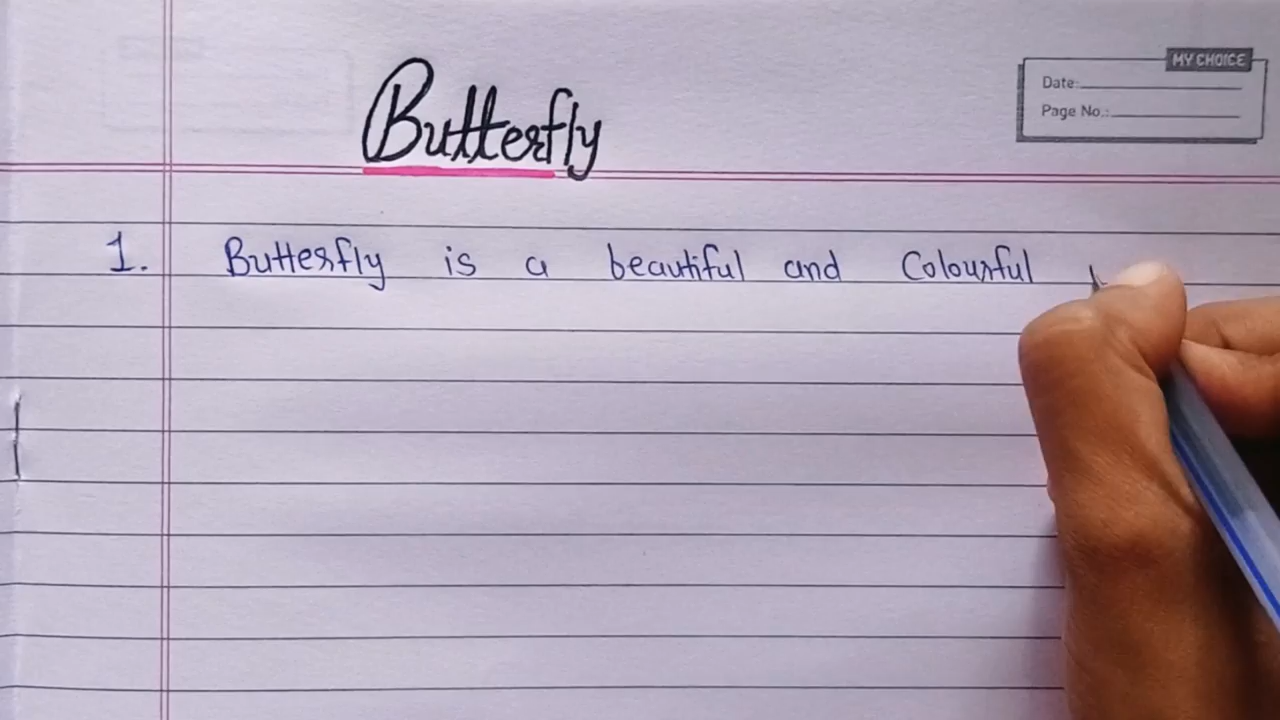 MY CHOICE
Butterfly
Date:
Page No.:
1. Butterfly is a beautiful and Colourful